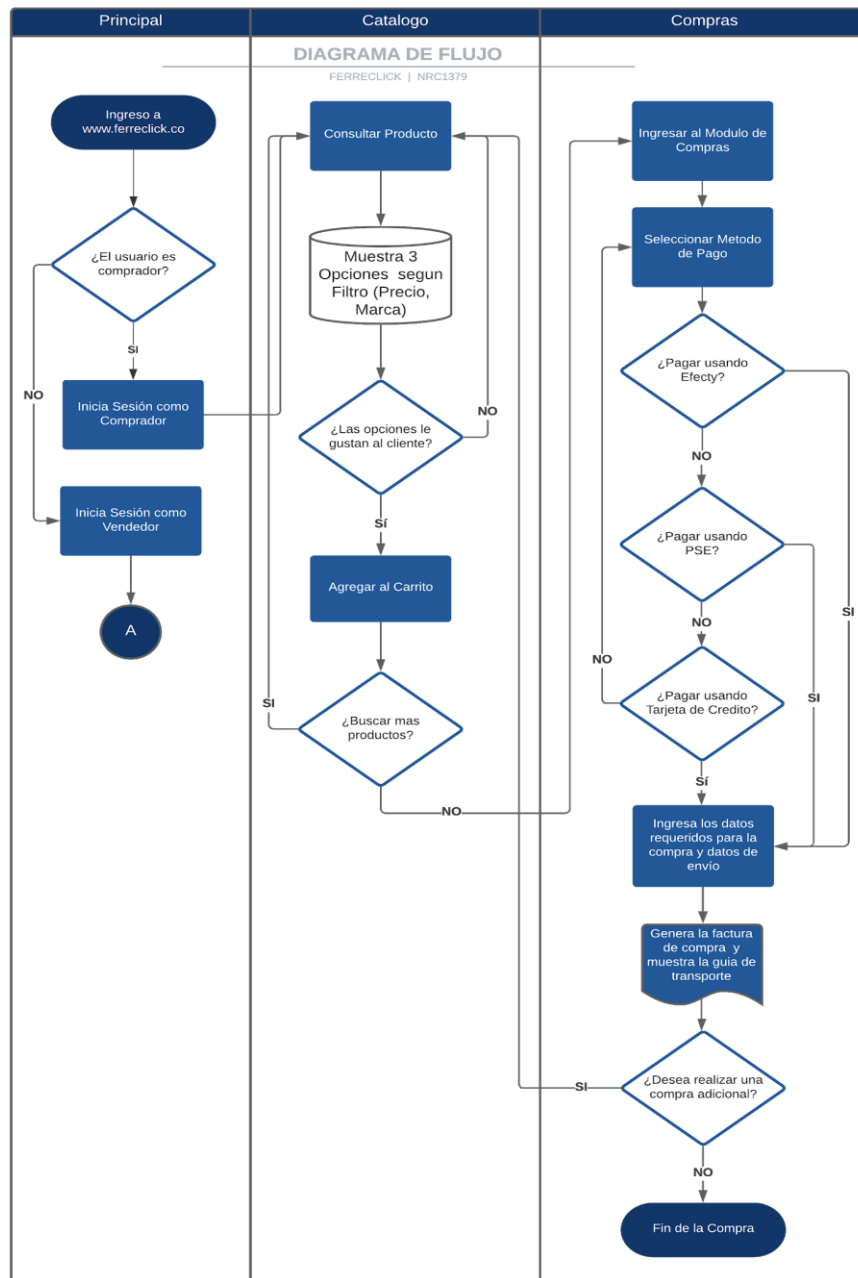 Principal
Catalogo
Compras
DIAGRAMA DE FLUJO
FERRECLICK | NRC1379
Ingreso a
www.ferreclick.co
¿El usuario es
comprador?
SI
NO
Inicia Sesión como
Comprador
Inicia Sesión como
Vendedor
A
Consultar Producto
Muestra 3
Opciones segun
Filtro (Precio,
Marca)
¿Las opciones le
gustan al cliente?
NO
Sí
Agregar al Carrito
¿Buscar mas
productos?
SI
NO
Ingresar al Modulo de
Compras
Seleccionar Metodo
de Pago
¿Pagar usando
Efecty?
NO
SI
¿Pagar usando
PSE?
NO
SI
¿Pagar usando
Tarjeta de Credito?
NO
Sí
Ingresa los datos
requeridos para la
compra y datos de
envío
Genera la factura
de compra y
muestra la guia de
transporte
¿Desea realizar una
compra adicional?
SI
NO
Fin de la Compra